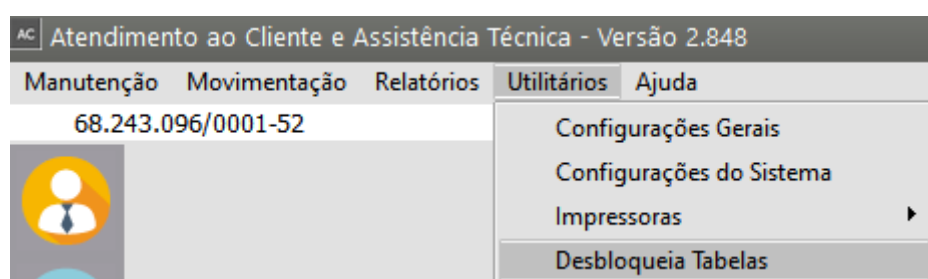 AC Atendimento ao Cliente e Assistência Técnica - Versão 2.848
Manutenção Movimentação Relatórios Utilitários Ajuda
68.243.096/0001-52
Configurações Gerais
Configurações do Sistema
Impressoras
Desbloqueia Tabelas